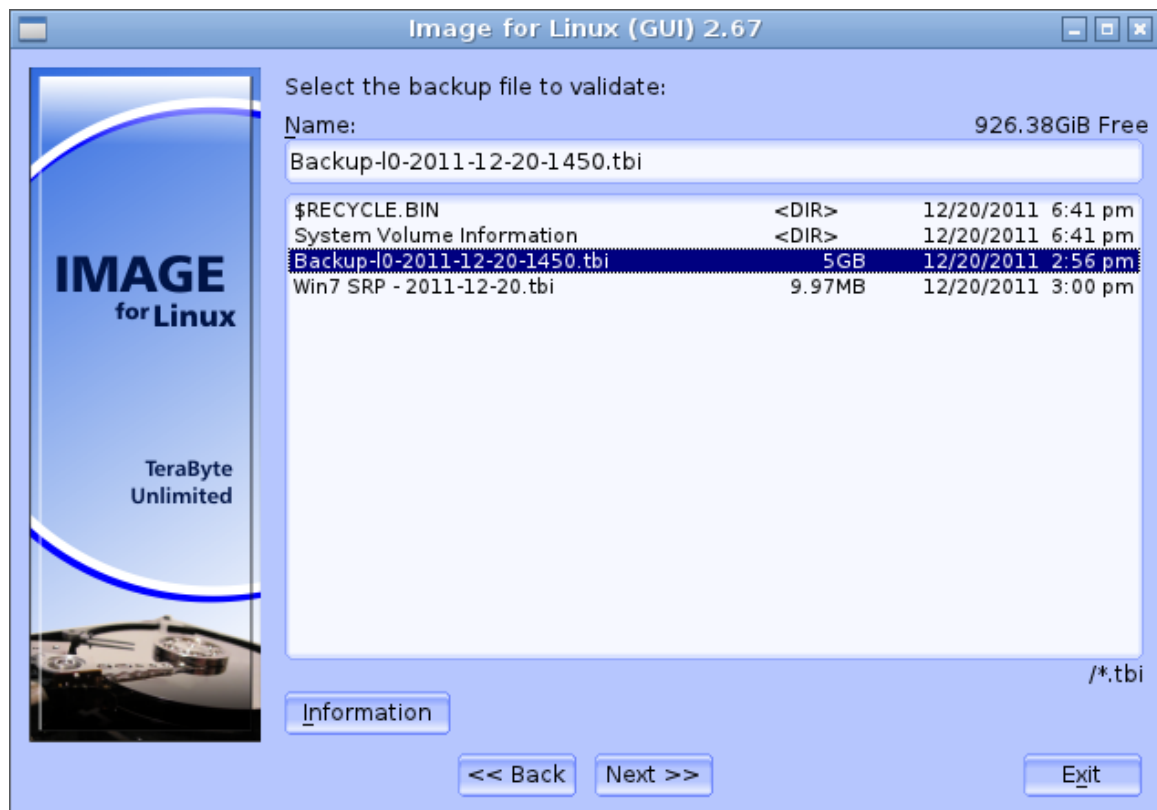 Image for Linux (GUI) 2.67
IMAGE
for Linux
TeraByte
Unlimited
Select the backup file to validate:
Name: 926.38GiB Free
Backup-l0-2011-12-20-1450.tbi
$RECYCLE.BIN <DIR> 12/20/2011 6:41 pm
System Volume Information <DIR> 12/20/2011 6:41 pm
Backup-l0-2011-12-20-1450.tbi 5GB 12/20/2011 2:56 pm
Win7 SRP - 2011-12-20.tbi 9.97MB 12/20/2011 3:00 pm
/*.tbi
Information
<< Back Next >> Exit